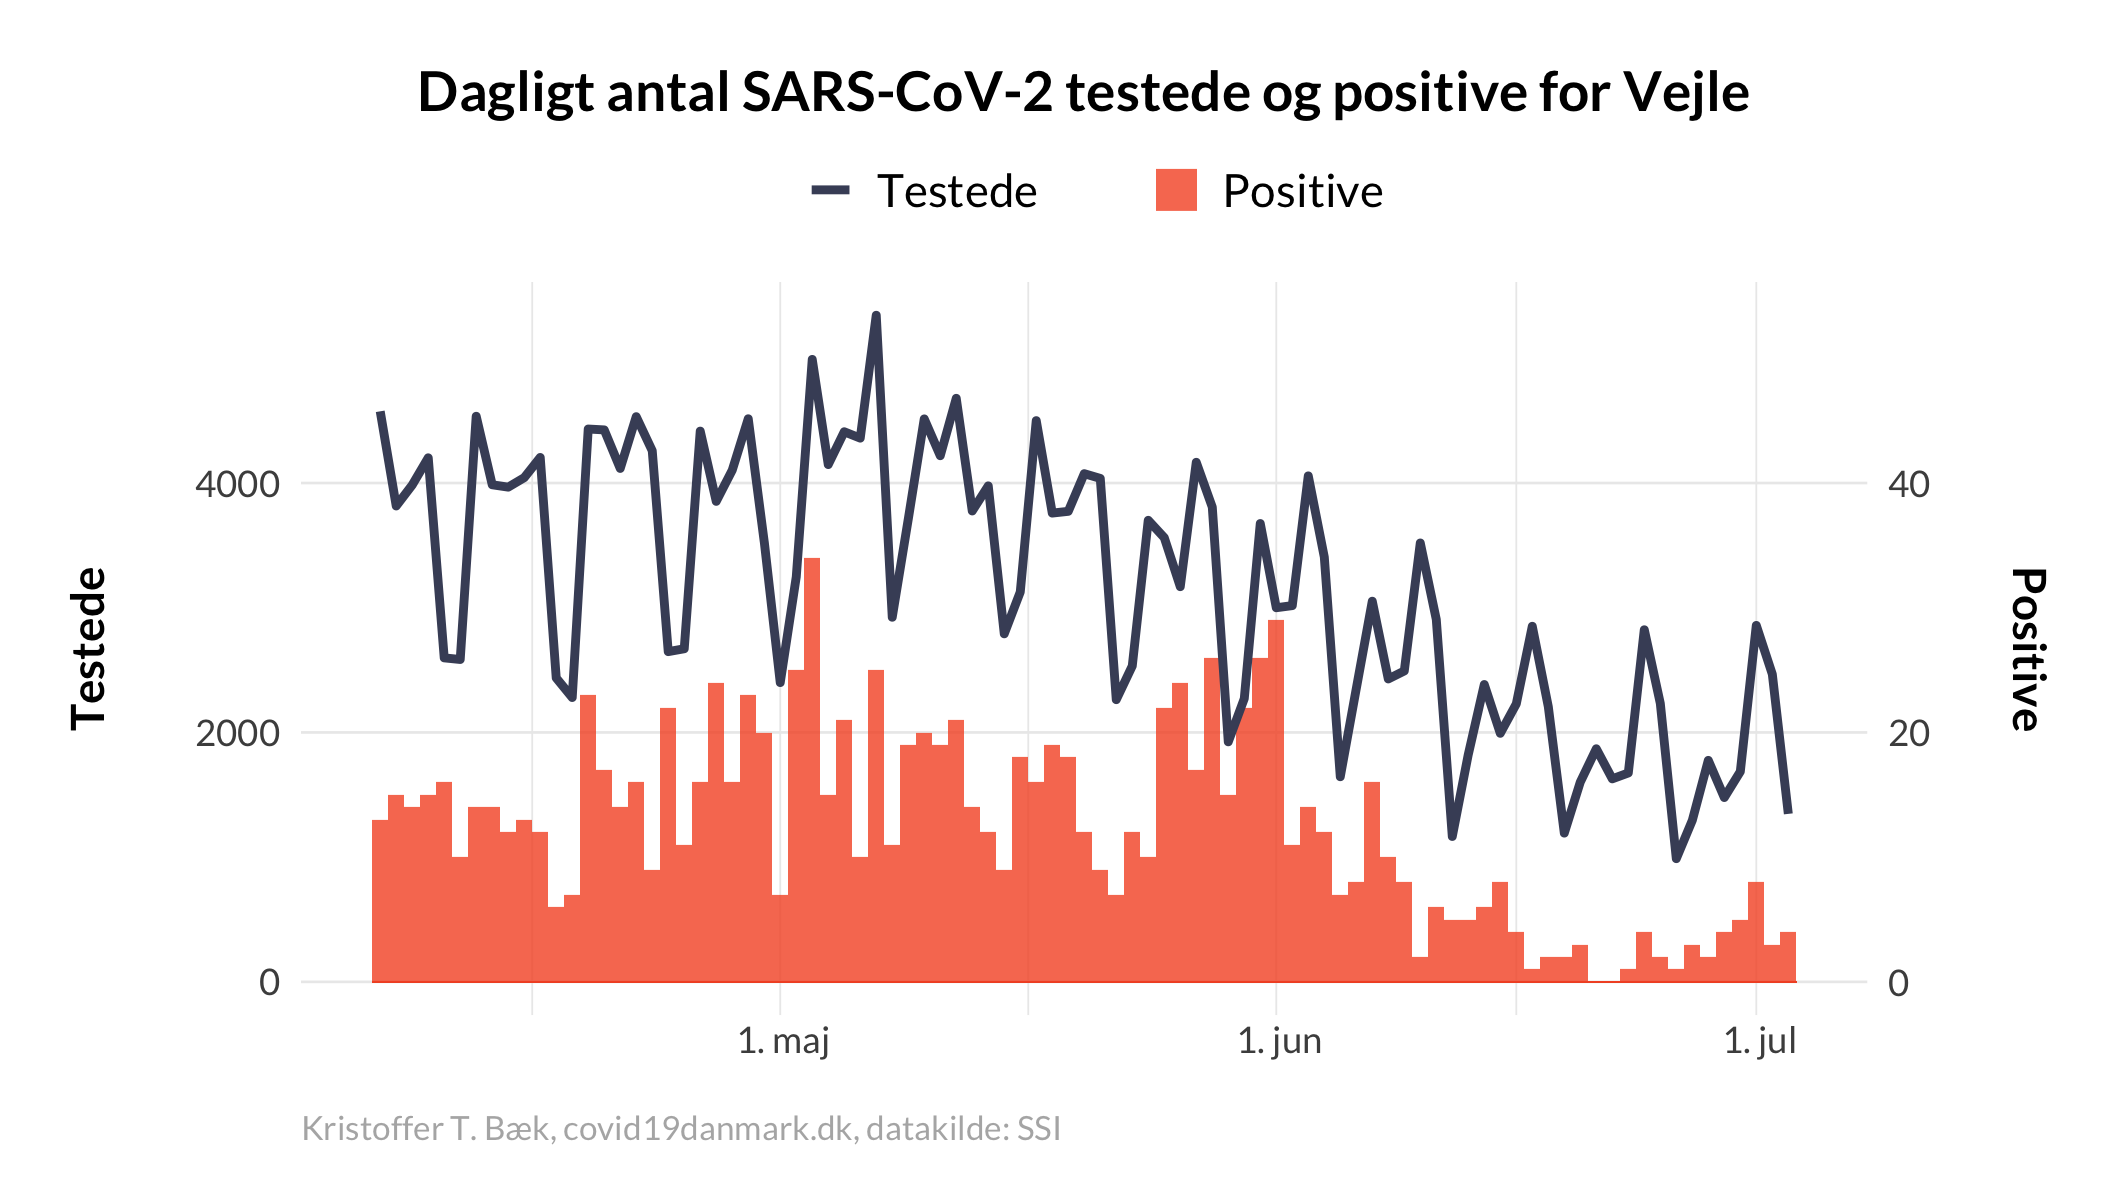 Dagligt antal SARS-CoV-2 testede og positive for Vejle
Testede
Positive
4000
2000
0
Testede
40
20
0
Positive
1. maj
1. jun
1. jul
Kristoffer T. Bæk, covid19danmark.dk, datakilde: SSI